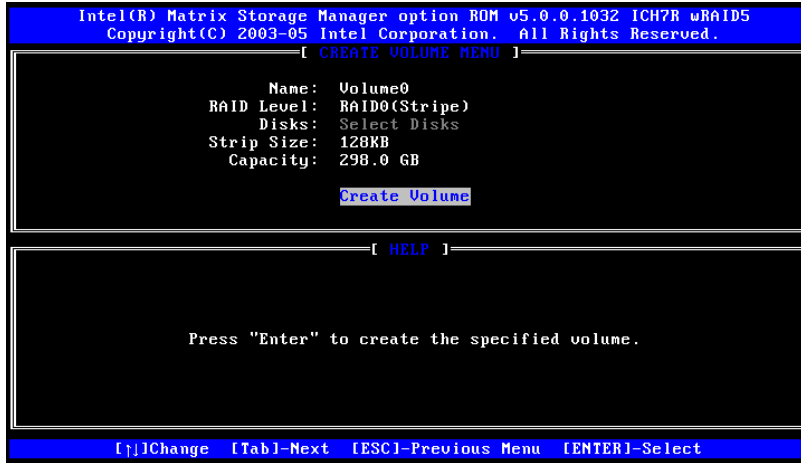 Intel(R) Matrix Storage Manager option ROM v5.0.0.1032 ICH7R wRAID5
Copyright(C) 2003-05 Intel Corporation.  All Rights Reserved.
[ CREATE VOLUME MENU ]
Name: Volume0
RAID Level: RAID0(Stripe)
Disks: Select Disks
Strip Size: 128KB
Capacity: 298.0 GB
Create Volume
[ HELP ]
Press "Enter" to create the specified volume.
[↑↓]Change [Tab]-Next [ESC]-Previous Menu [ENTER]-Select